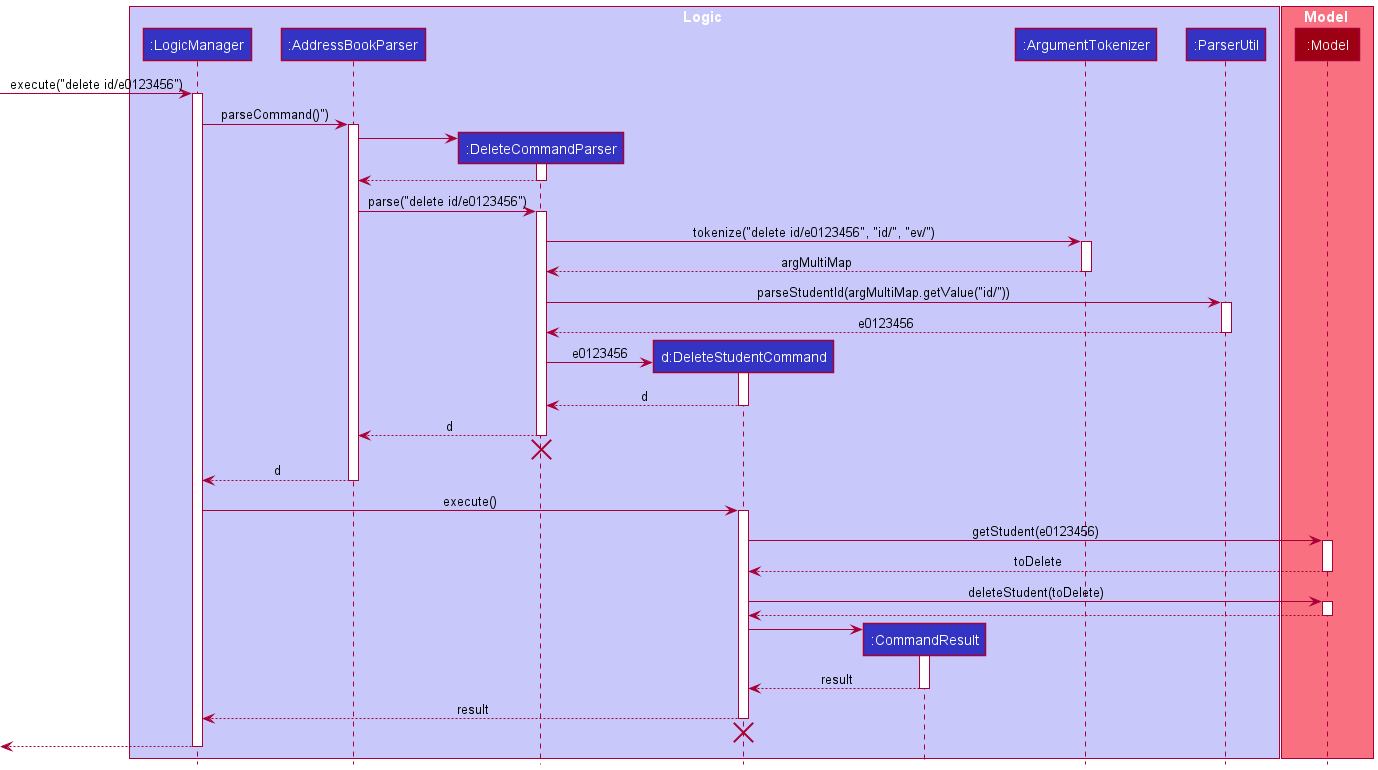 Logic
Model
:LogicManager
:AddressBookParser
:ArgumentTokenizer
:ParserUtil
:Model
execute("delete id/e0123456")
parseCommand()")
:DeleteCommandParser
parse("delete id/e0123456")
tokenize("delete id/e0123456", "id/", "ev/")
argMultiMap
parseStudentId(argMultiMap.getValue("id/"))
e0123456
e0123456
d:DeleteStudentCommand
d
d
d
execute()
getStudent(e0123456)
toDelete
deleteStudent(toDelete)
:CommandResult
result
result